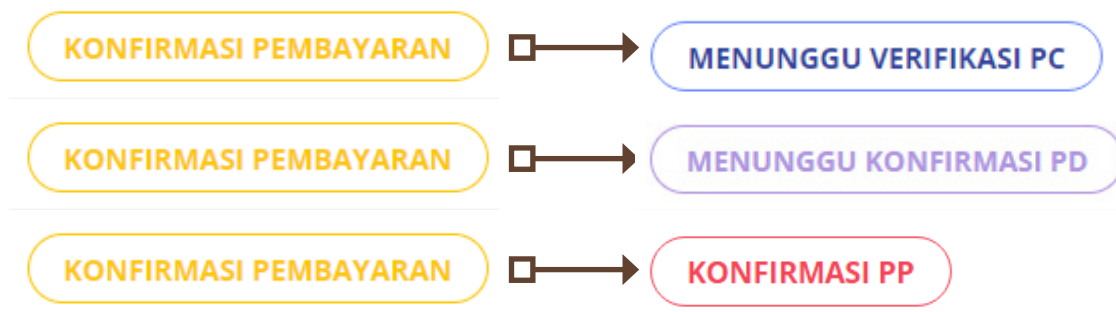 KONFIRMASI PEMBAYARAN MENUNGGU VERIFIKASI PC
KONFIRMASI PEMBAYARAN MENUNGGU KONFIRMASI PD
KONFIRMASI PEMBAYARAN KONFIRMASI PP